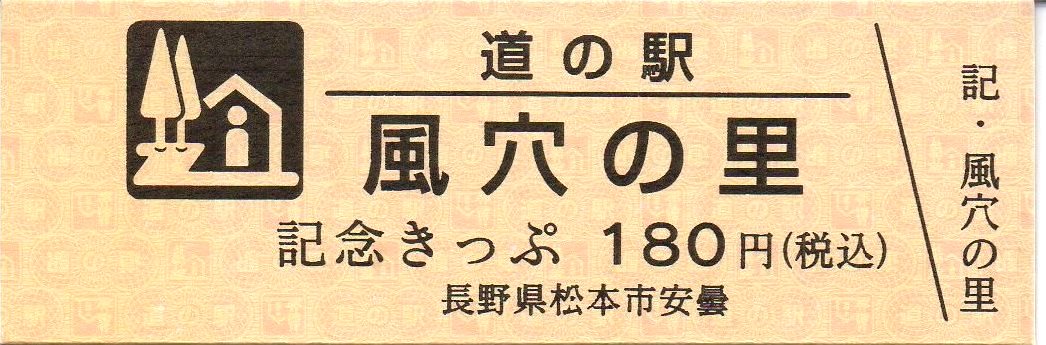 道の駅
風穴の里
記念きっぷ 180円(税込)
長野県松本市安曇
記・風穴の里